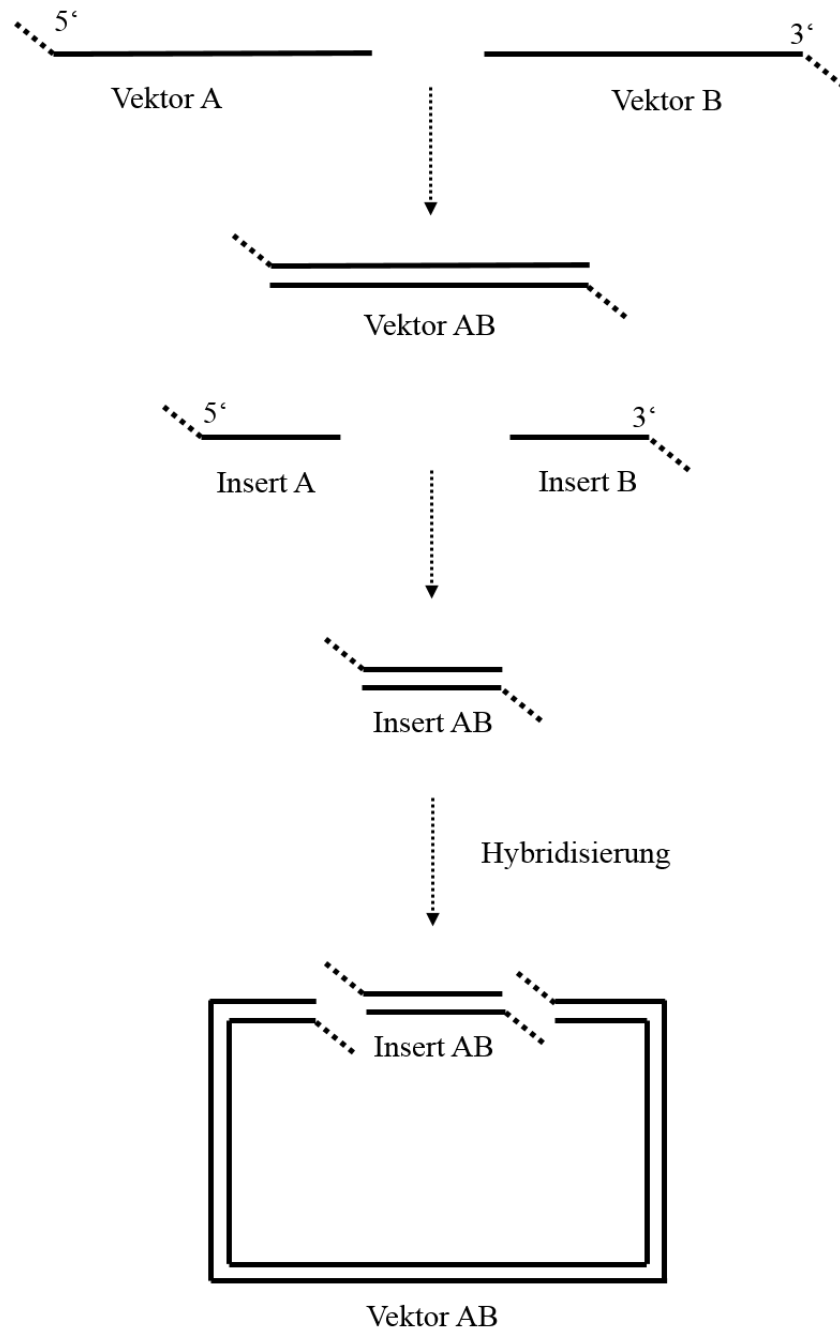 5‘
3‘
Vektor A
Vektor B
Vektor AB
5‘
3‘
Insert A
Insert B
Insert AB
Hybridisierung
Insert AB
Vektor AB